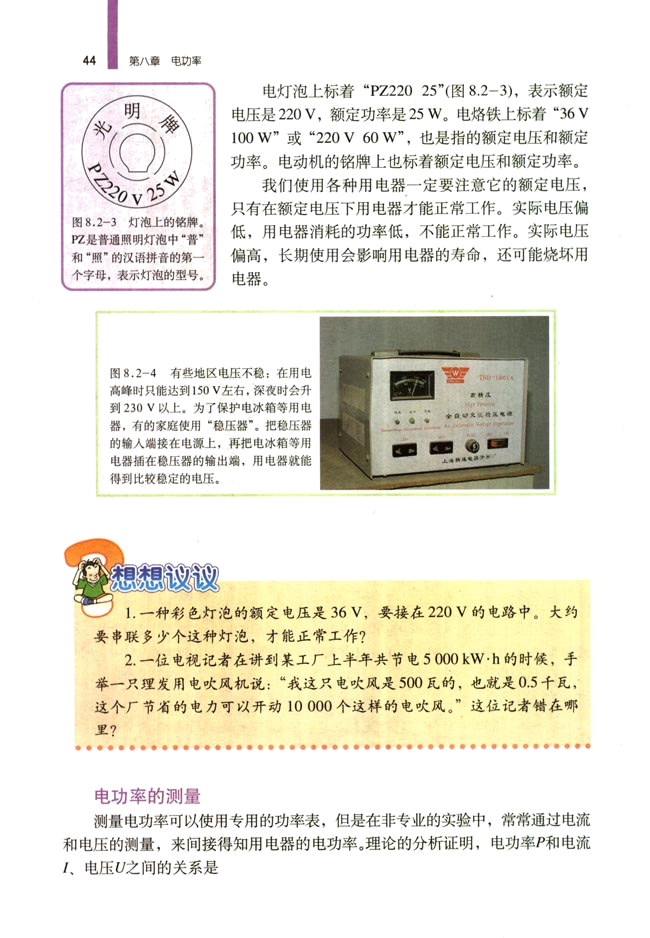 44 第八章 电功率
电灯泡上标着“PZ220 25”(图 8.2-3)，表示额定
电压是 220 V，额定功率是 25 W。电烙铁上标着“36 V
100 W”或“220 V 60 W”，也是指的额定电压和额定
功率。电动机的铭牌上也标着额定电压和额定功率。
我们使用各种用电器一定要注意它的额定电压，
只有在额定电压下用电器才能正常工作。实际电压偏
低，用电器消耗的功率低，不能正常工作。实际电压
偏高，长期使用会影响用电器的寿命，还可能烧坏用
电器。
光明牌
PZ220 V 25 W
图 8.2-3 灯泡上的铭牌。
PZ是普通照明灯泡中“普”
和“照”的汉语拼音的第一
个字母，表示灯泡的型号。
图 8.2-4 有些地区电压不稳：在用电
高峰时只能达到150 V左右，深夜时会升
到 230 V 以上。为了保护电冰箱等用电
器，有的家庭使用“稳压器”。把稳压器
的输入端接在电源上，再把电冰箱等用
电器插在稳压器的输出端，用电器就能
得到比较稳定的电压。
W
高精度
全自动交流稳压电源
想想议议
1. 一种彩色灯泡的额定电压是 36 V，要接在 220 V 的电路中。大约
要串联多少个这种灯泡，才能正常工作？
2. 一位电视记者在讲到某工厂上半年共节电 5 000 kW·h 的时候，手
举一只理发用电吹风机说：“我这只电吹风是 500 瓦的，也就是 0.5 千瓦，
这个厂节省的电力可以开动 10 000 个这样的电吹风。”这位记者错在哪
里？
电功率的测量
测量电功率可以使用专用的功率表，但是在非专业的实验中，常常通过电流
和电压的测量，来间接得知用电器的电功率。理论的分析证明，电功率P和电流
I、电压U之间的关系是